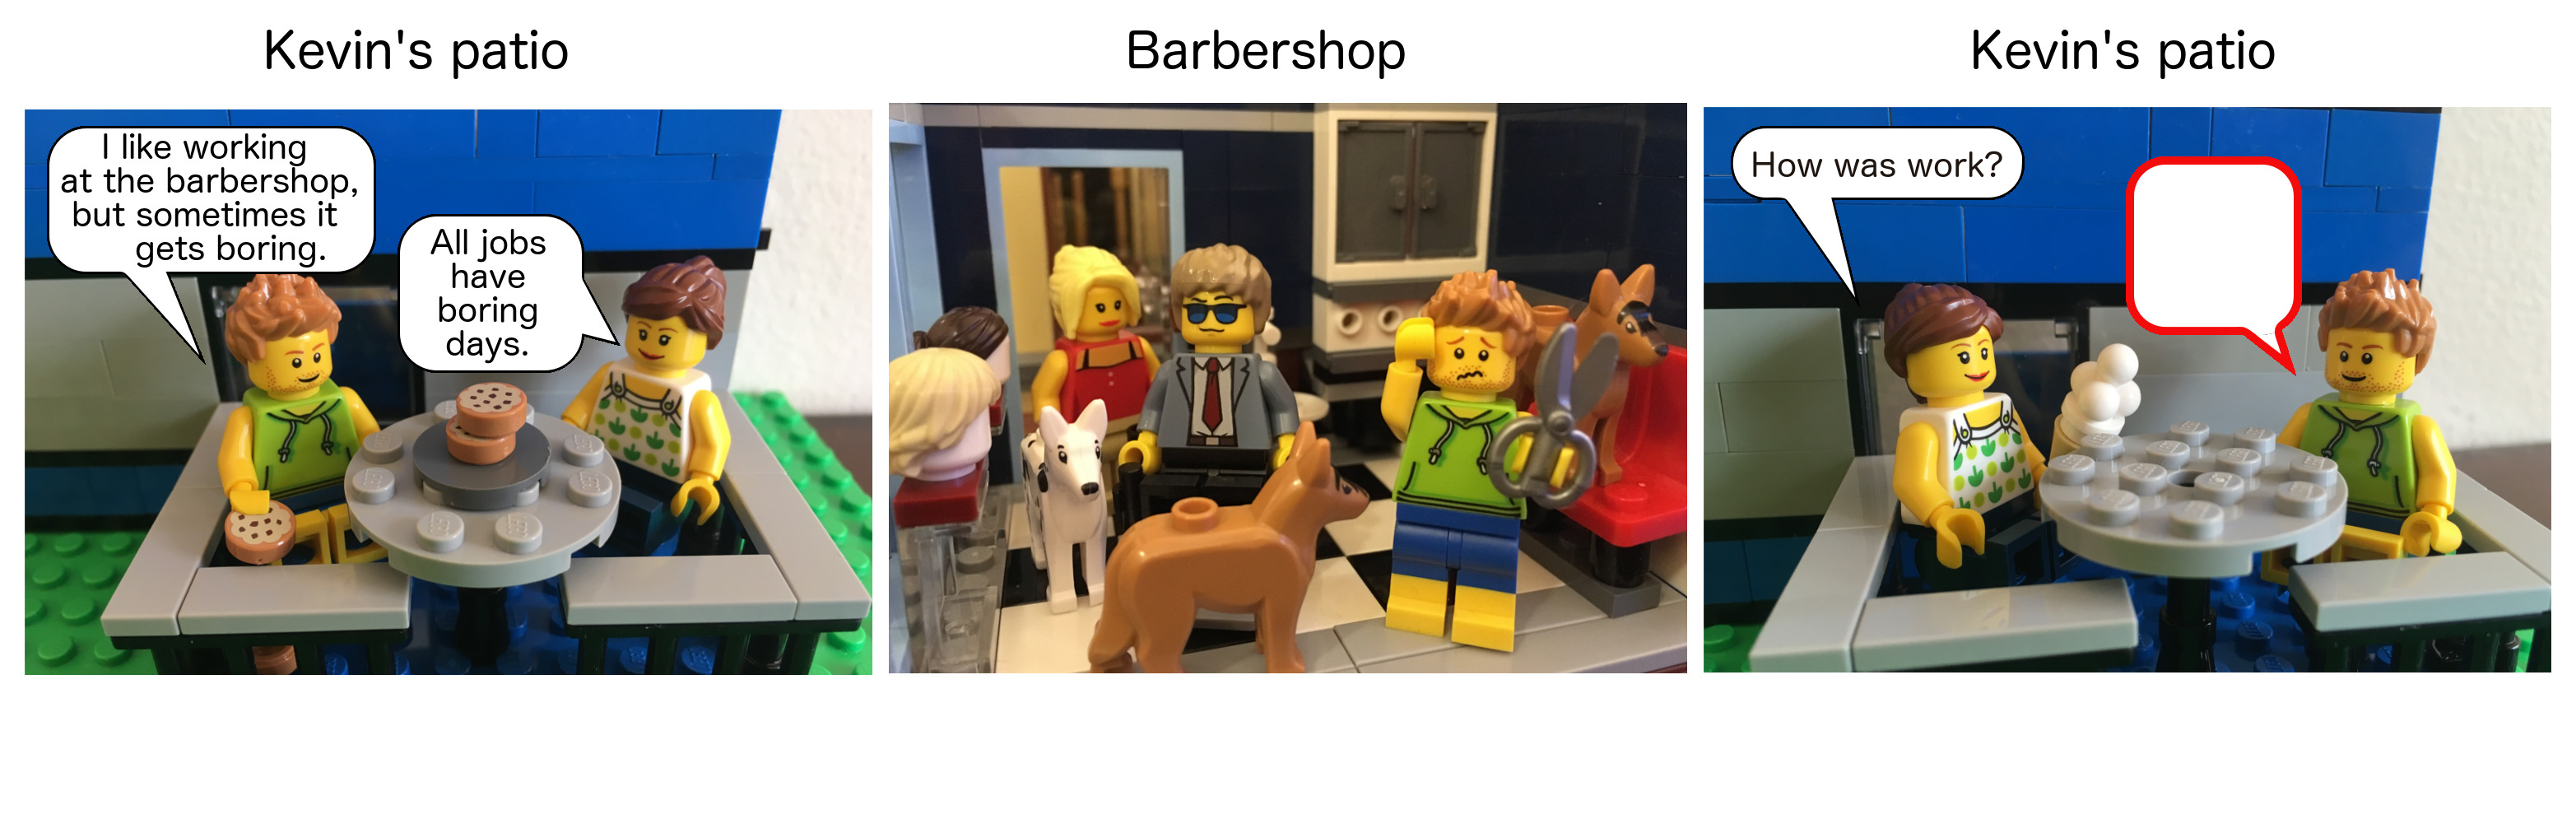 Kevin's patio
I like working
at the barbershop,
but sometimes it
gets boring.
All jobs
have
boring
days.
Barbershop
Kevin's patio
How was work?